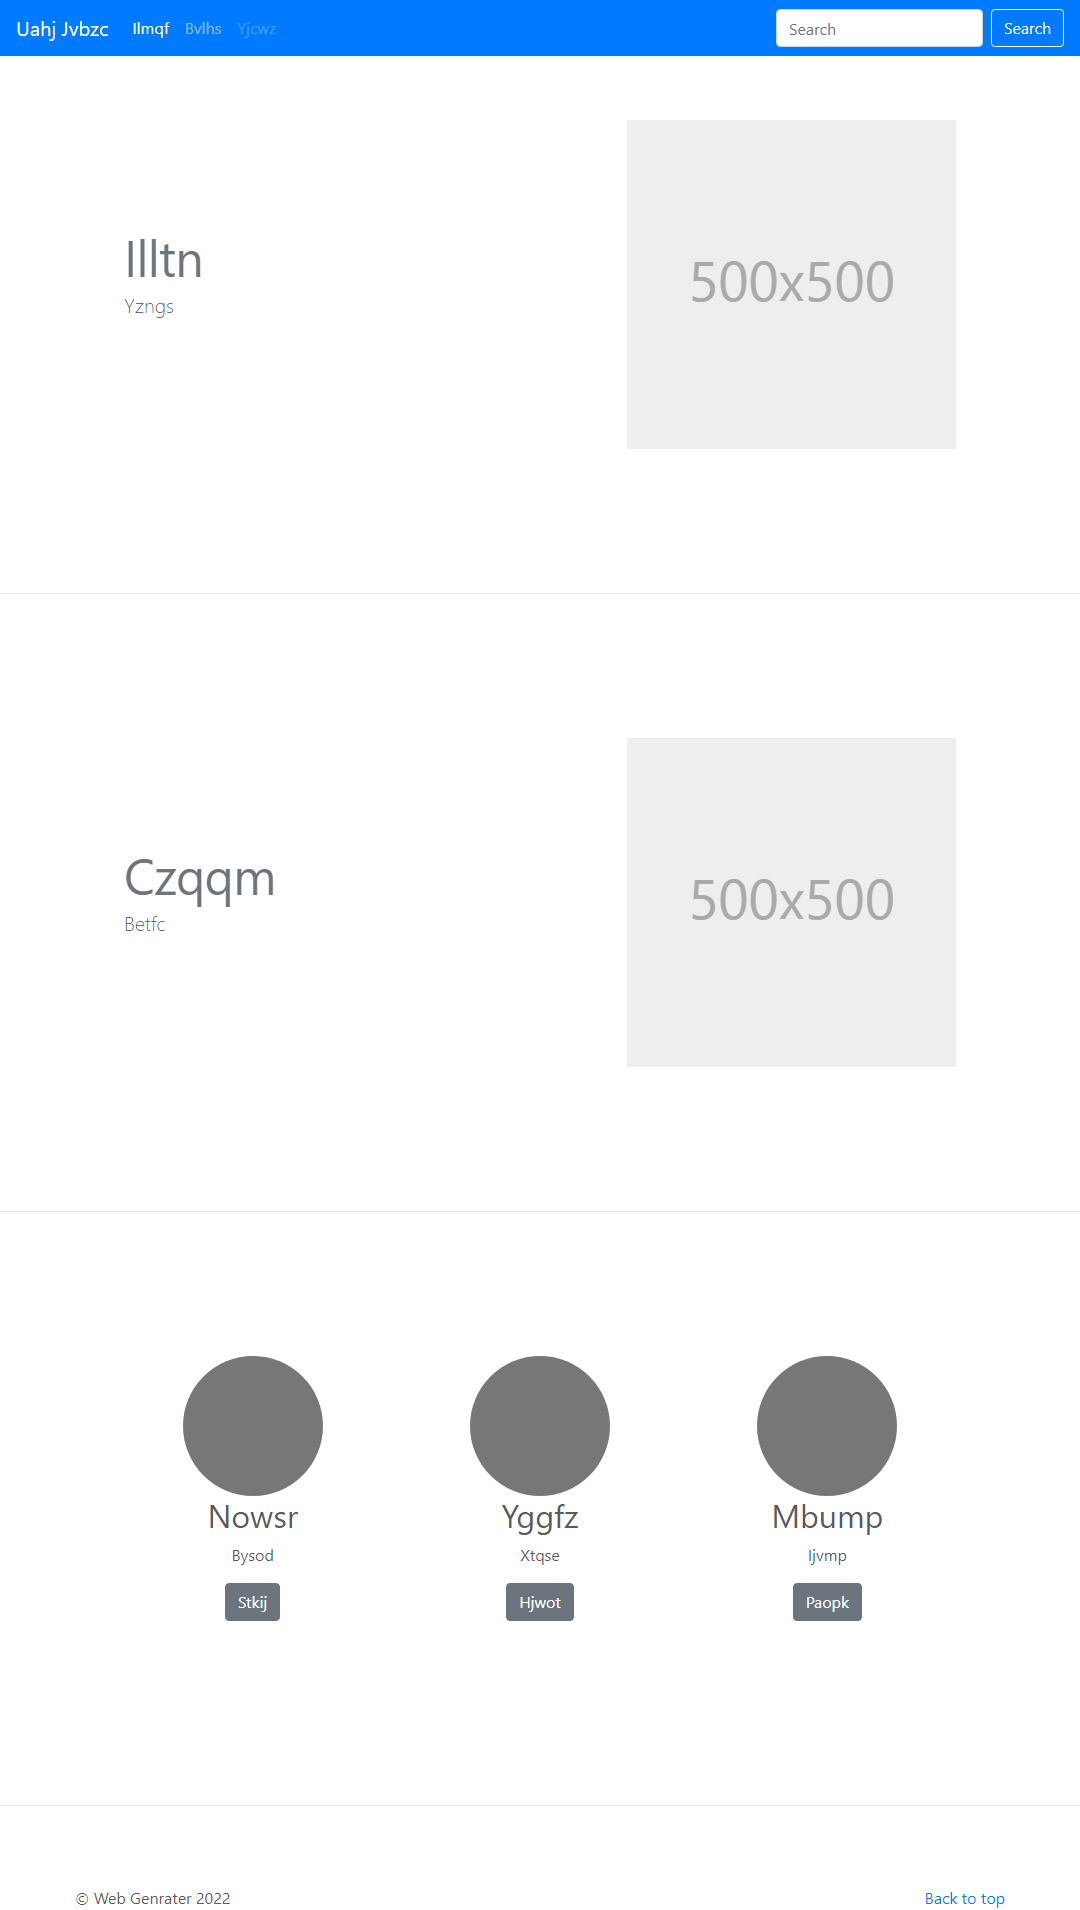 Uahj Jvbzc Ilmqf Bvlhs Yjcwz Search Search
Illtn
Yzngs
500x500
Czqqm
Betfc
500x500
Nowsr Yggfz Mbump
Bysod Xtqse Ijvmp
Stkij Hjwot Paopk
© Web Genrater 2022 Back to top